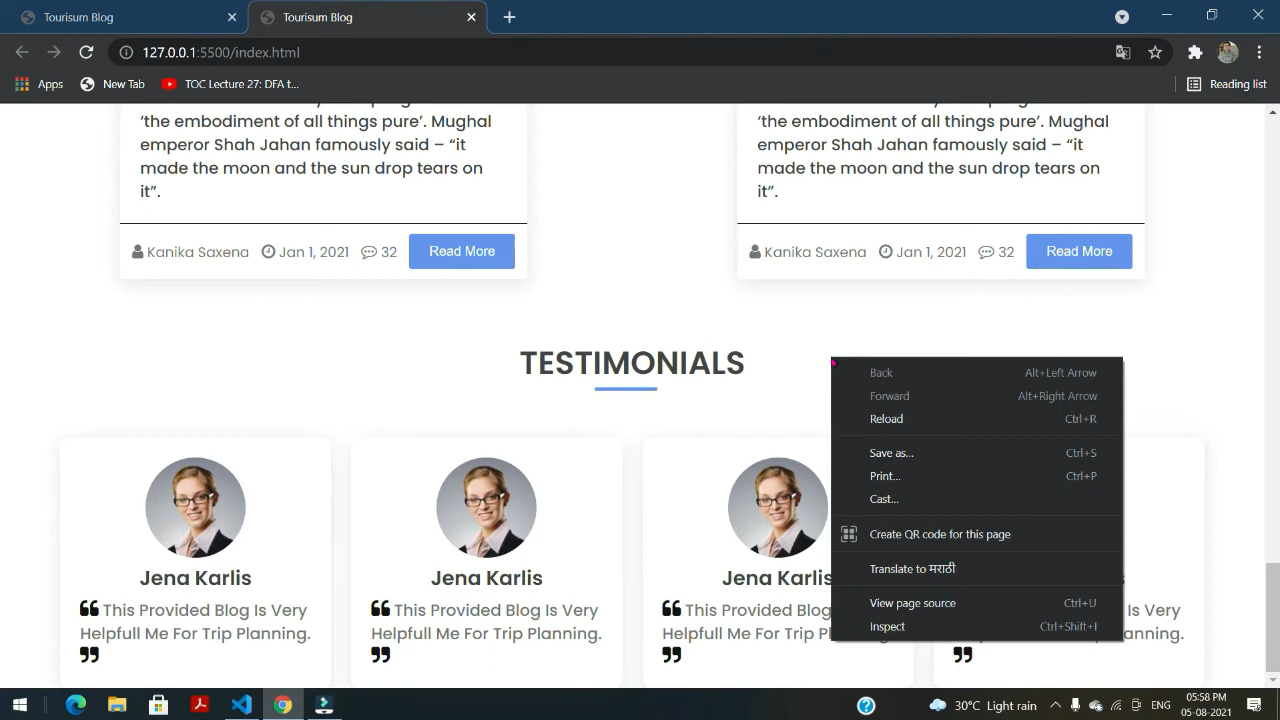 Tourisum Blog
Tourisum Blog
127.0.0.1:5500/index.html
Apps
New Tab
TOC Lecture 27: DFA t...
Reading list
'the embodiment of all things pure'. Mughal
emperor Shah Jahan famously said – “it
made the moon and the sun drop tears on
it”.
Kanika Saxena
Jan 1, 2021
32
Read More
'the embodiment of all things pure'. Mughal
emperor Shah Jahan famously said – “it
made the moon and the sun drop tears on
it”.
Kanika Saxena
Jan 1, 2021
32
Read More
TESTIMONIALS
Jena Karlis
❝ This Provided Blog Is Very
Helpfull Me For Trip Planning.
❞
Jena Karlis
❝ This Provided Blog Is Very
Helpfull Me For Trip Planning.
❞
Jena Karlis
❝ This Provided Blog
Helpfull Me For Trip P
❞
Is Very
anning.
❞
Back Alt+Left Arrow
Forward Alt+Right Arrow
Reload Ctrl+R
Save as... Ctrl+S
Print... Ctrl+P
Cast...
Create QR code for this page
Translate to मराठी
View page source Ctrl+U
Inspect Ctrl+Shift+I
30°C Light rain
ENG
05:58 PM
05-08-2021